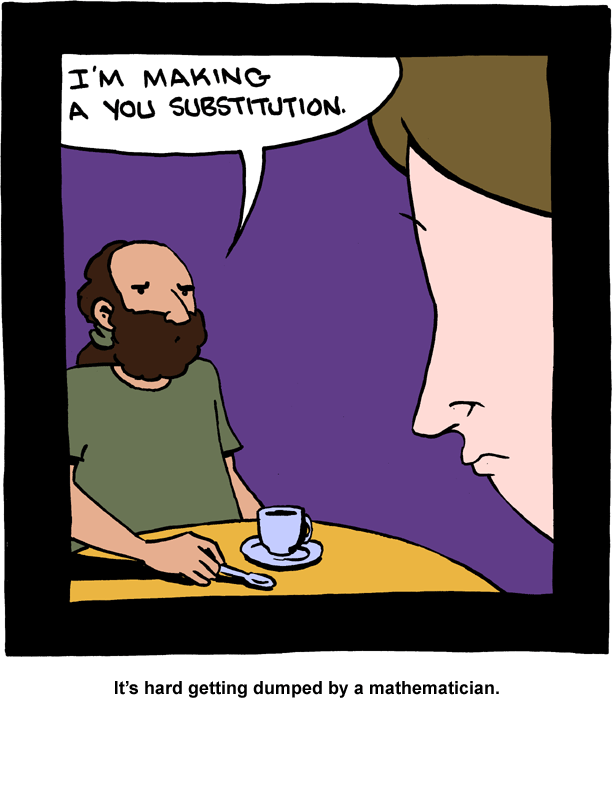 I'M MAKING
A YOU SUBSTITUTION.
It's hard getting dumped by a mathematician.